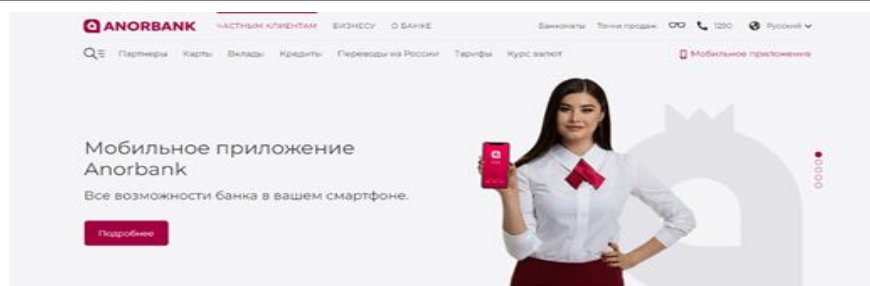 ANORBANK
ЧАСТНЫМ КЛИЕНТАМ БИЗНЕСУ О БАНКЕ
Банкоматы Точки продаж 1290 Русский
Партнеры Карты Вклады Кредиты Переводы из России Тарифы Курс валют Мобильное приложение
Мобильное приложение
Anorbank
Все возможности банка в вашем смартфоне.
Подробнее